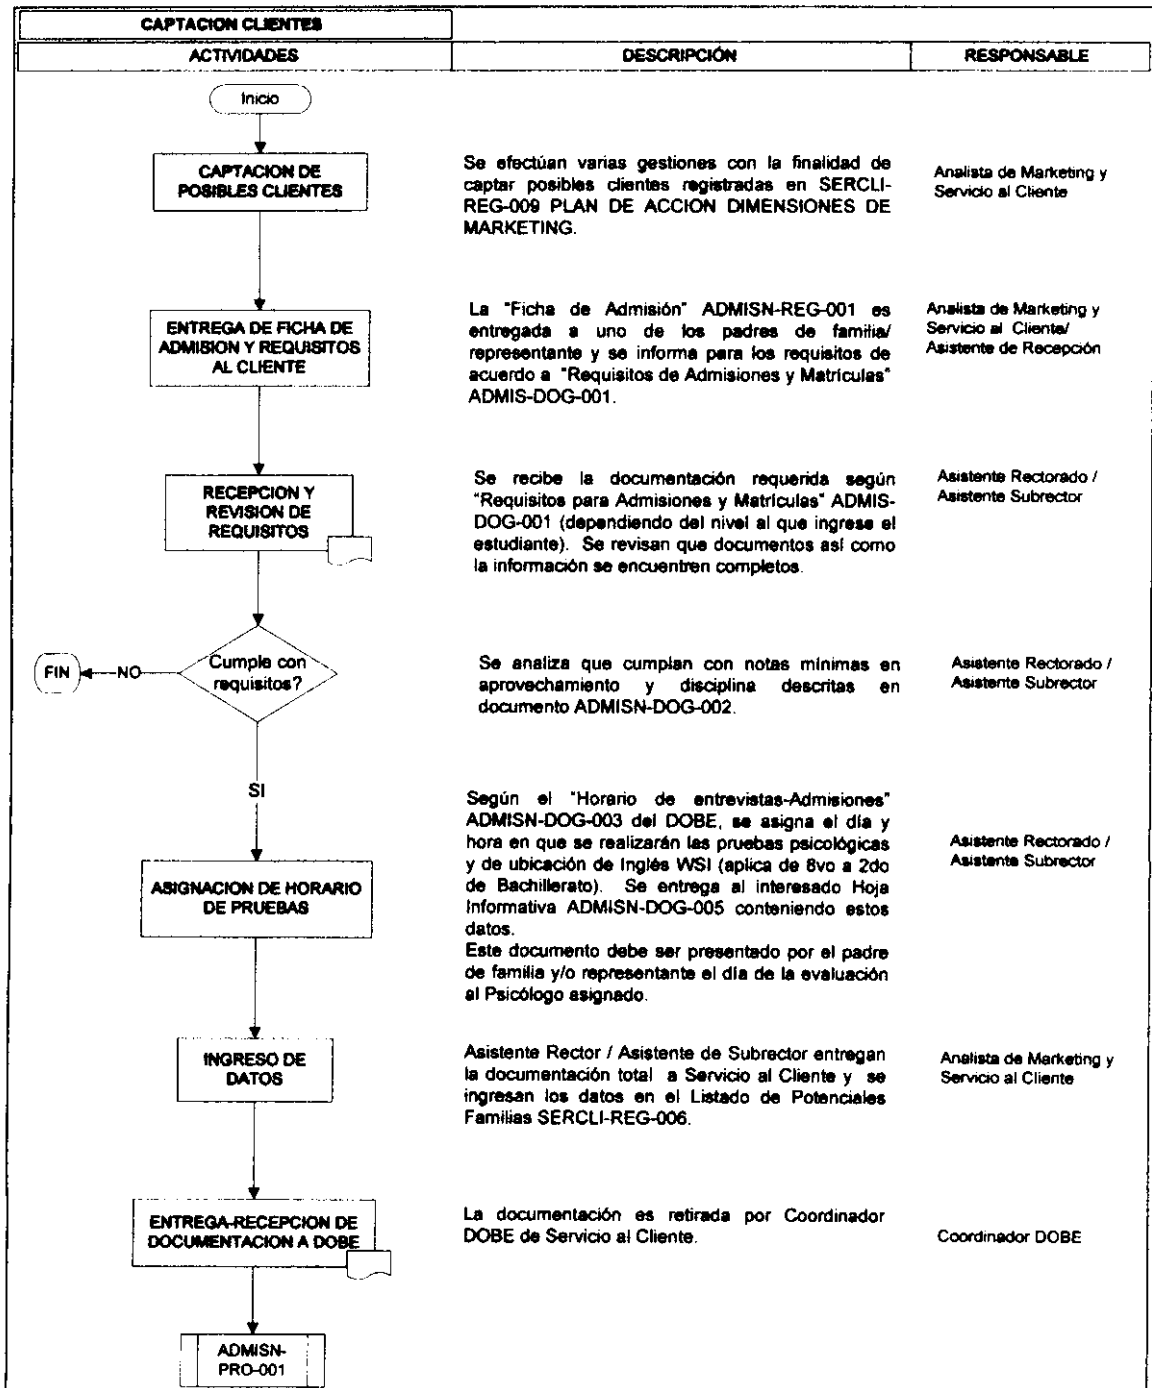 CAPTACION CLIENTES
ACTIVIDADES
DESCRIPCIÓN
RESPONSABLE
Inicio
CAPTACION DE
POSIBLES CLIENTES
Se efectúan varias gestiones con la finalidad de
captar posibles clientes registradas en SERCLI-
REG-009 PLAN DE ACCION DIMENSIONES DE
MARKETING.
Analista de Marketing y
Servicio al Cliente
ENTREGA DE FICHA DE
ADMISION Y REQUISITOS
AL CLIENTE
La "Ficha de Admisión" ADMISN-REG-001 es
entregada a uno de los padres de familia/
representante y se informa para los requisitos de
acuerdo a "Requisitos de Admisiones y Matrículas"
ADMIS-DOG-001.
Analista de Marketing y
Servicio al Cliente/
Asistente de Recepción
RECEPCION Y
REVISION DE
REQUISITOS
Se recibe la documentación requerida según
"Requisitos para Admisiones y Matrículas" ADMIS-
DOG-001 (dependiendo del nivel al que ingrese el
estudiante). Se revisan que documentos así como
la información se encuentren completos.
Asistente Rectorado /
Asistente Subrector
FIN
NO
Cumple con
requisitos?
Se analiza que cumplan con notas mínimas en
aprovechamiento y disciplina descritas en
documento ADMISN-DOG-002.
Asistente Rectorado /
Asistente Subrector
SI
ASIGNACION DE HORARIO
DE PRUEBAS
Según el "Horario de entrevistas-Admisiones"
ADMISN-DOG-003 del DOBE, se asigna el día y
hora en que se realizarán las pruebas psicológicas
y de ubicación de Inglés WSI (aplica de 8vo a 2do
de Bachillerato). Se entrega al interesado Hoja
Informativa ADMISN-DOG-005 conteniendo estos
datos.
Este documento debe ser presentado por el padre
de familia y/o representante el día de la evaluación
al Psicólogo asignado.
Asistente Rectorado /
Asistente Subrector
INGRESO DE
DATOS
Asistente Rector / Asistente de Subrector entregan
la documentación total a Servicio al Cliente y se
ingresan los datos en el Listado de Potenciales
Familias SERCLI-REG-006.
Analista de Marketing y
Servicio al Cliente
ENTREGA-RECEPCION DE
DOCUMENTACION A DOBE
La documentación es retirada por Coordinador
DOBE de Servicio al Cliente.
Coordinador DOBE
ADMISN-
PRO-001